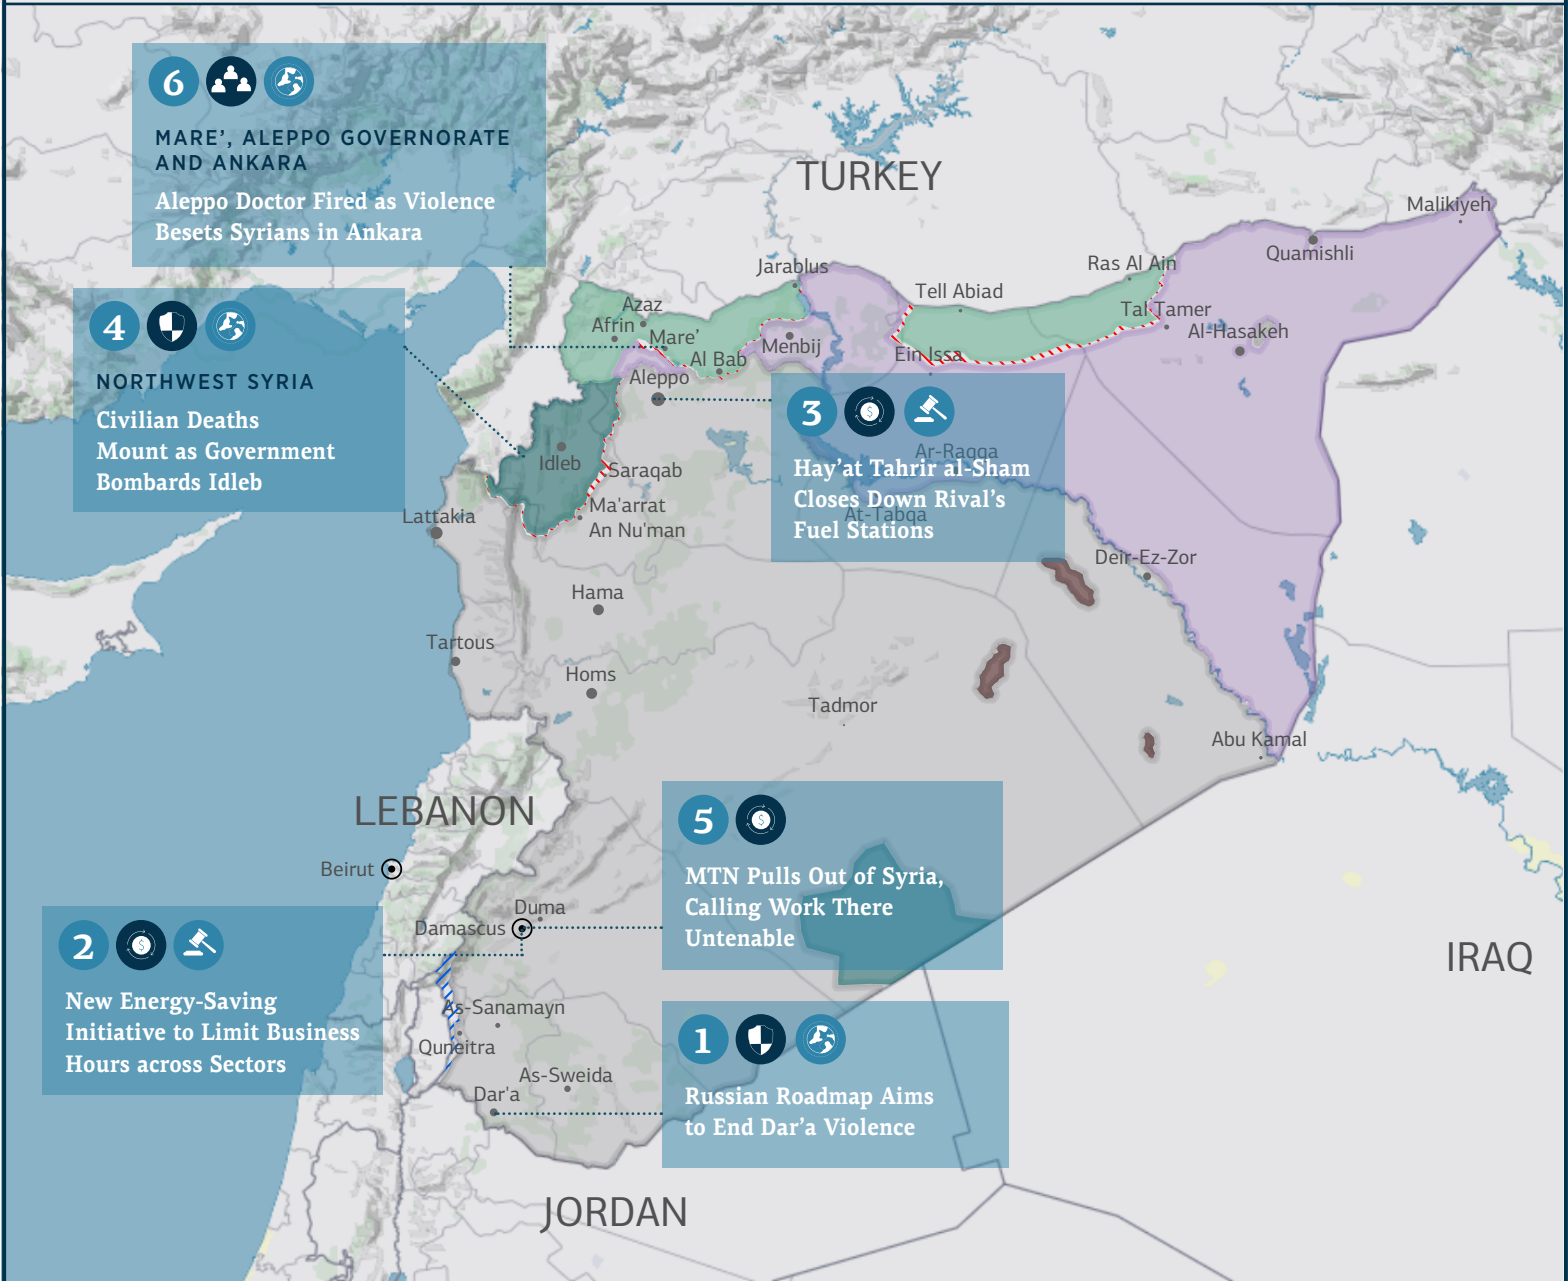 6
MARE’, ALEPPO GOVERNORATE
AND ANKARA
Aleppo Doctor Fired as Violence
Besets Syrians in Ankara
TURKEY
Malikiyeh
Quamishli
Ras Al Ain
Jarablus
Tell Abiad
Tal Tamer
Al-Hasakeh
Azaz
Afrin
Mare’
Menbij
Al Bab
Ein Issa
Aleppo
4
NORTHWEST SYRIA
Civilian Deaths
Mount as Government
Bombards Idleb
3
Ar-Raqqa
Hay’at Tahrir al-Sham
Closes Down Rival’s
At-Tabqa
Fuel Stations
Idleb
Saraqab
Ma'arrat
An Nu'man
Lattakia
Deir-Ez-Zor
Hama
Tartous
Homs
Tadmor
Abu Kamal
LEBANON
Beirut
5
$
MTN Pulls Out of Syria,
Calling Work There
Untenable
Duma
Damascus
IRAQ
2
$
New Energy-Saving
Initiative to Limit Business
Hours across Sectors
As-Sanamayn
Quneitra
As-Sweida
Dar'a
1
Russian Roadmap Aims
to End Dar’a Violence
JORDAN